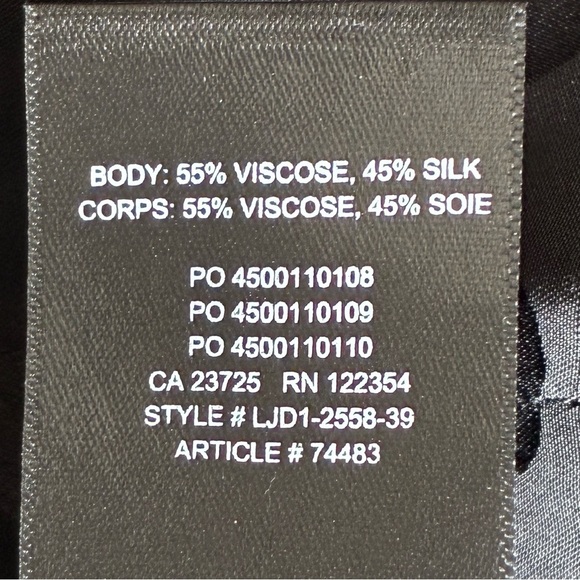 BODY: 55% VISCOSE, 45% SILK
CORPS: 55% VISCOSE, 45% SOIE
PO 4500110108
PO 4500110109
PO 4500110110
CA 23725 RN 122354
STYLE # LJD1-2558-39
ARTICLE # 74483